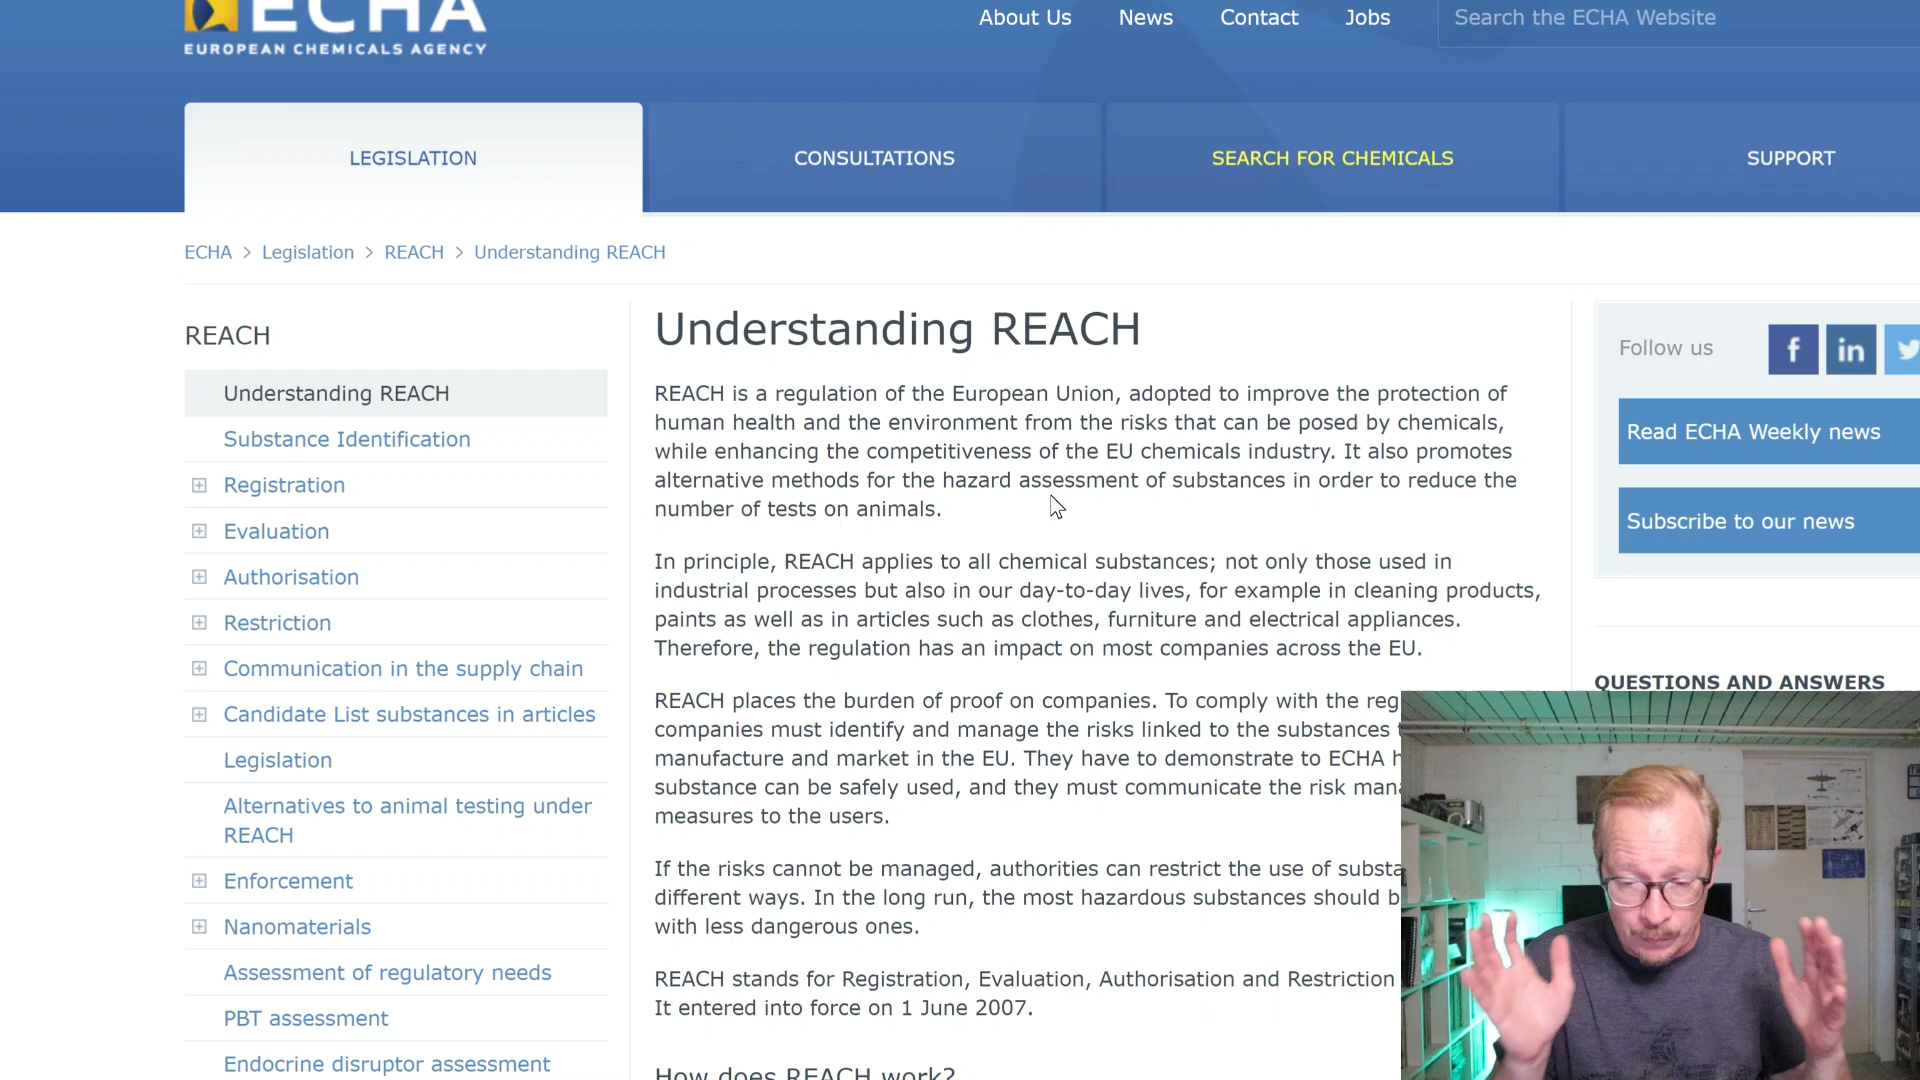 ECHA
EUROPEAN CHEMICALS AGENCY
About Us
News
Contact
Jobs
Search the ECHA Website
LEGISLATION
CONSULTATIONS
SEARCH FOR CHEMICALS
SUPPORT
ECHA > Legislation > REACH > Understanding REACH
REACH
Understanding REACH
Substance Identification
Registration
Evaluation
Authorisation
Restriction
Communication in the supply chain
Candidate List substances in articles
Legislation
Alternatives to animal testing under
REACH
Enforcement
Nanomaterials
Assessment of regulatory needs
PBT assessment
Endocrine disruptor assessment
Understanding REACH
REACH is a regulation of the European Union, adopted to improve the protection of
human health and the environment from the risks that can be posed by chemicals,
while enhancing the competitiveness of the EU chemicals industry. It also promotes
alternative methods for the hazard assessment of substances in order to reduce the
number of tests on animals.
In principle, REACH applies to all chemical substances; not only those used in
industrial processes but also in our day-to-day lives, for example in cleaning products,
paints as well as in articles such as clothes, furniture and electrical appliances.
Therefore, the regulation has an impact on most companies across the EU.
REACH places the burden of proof on companies. To comply with the reg
companies must identify and manage the risks linked to the substances
manufacture and market in the EU. They have to demonstrate to ECHA
substance can be safely used, and they must communicate the risk man
measures to the users.
If the risks cannot be managed, authorities can restrict the use of substa
different ways. In the long run, the most hazardous substances should b
with less dangerous ones.
REACH stands for Registration, Evaluation, Authorisation and Restriction
It entered into force on 1 June 2007.
How does REACH work?
Follow us
f
in
Read ECHA Weekly news
Subscribe to our news
QUESTIONS AND ANSWERS